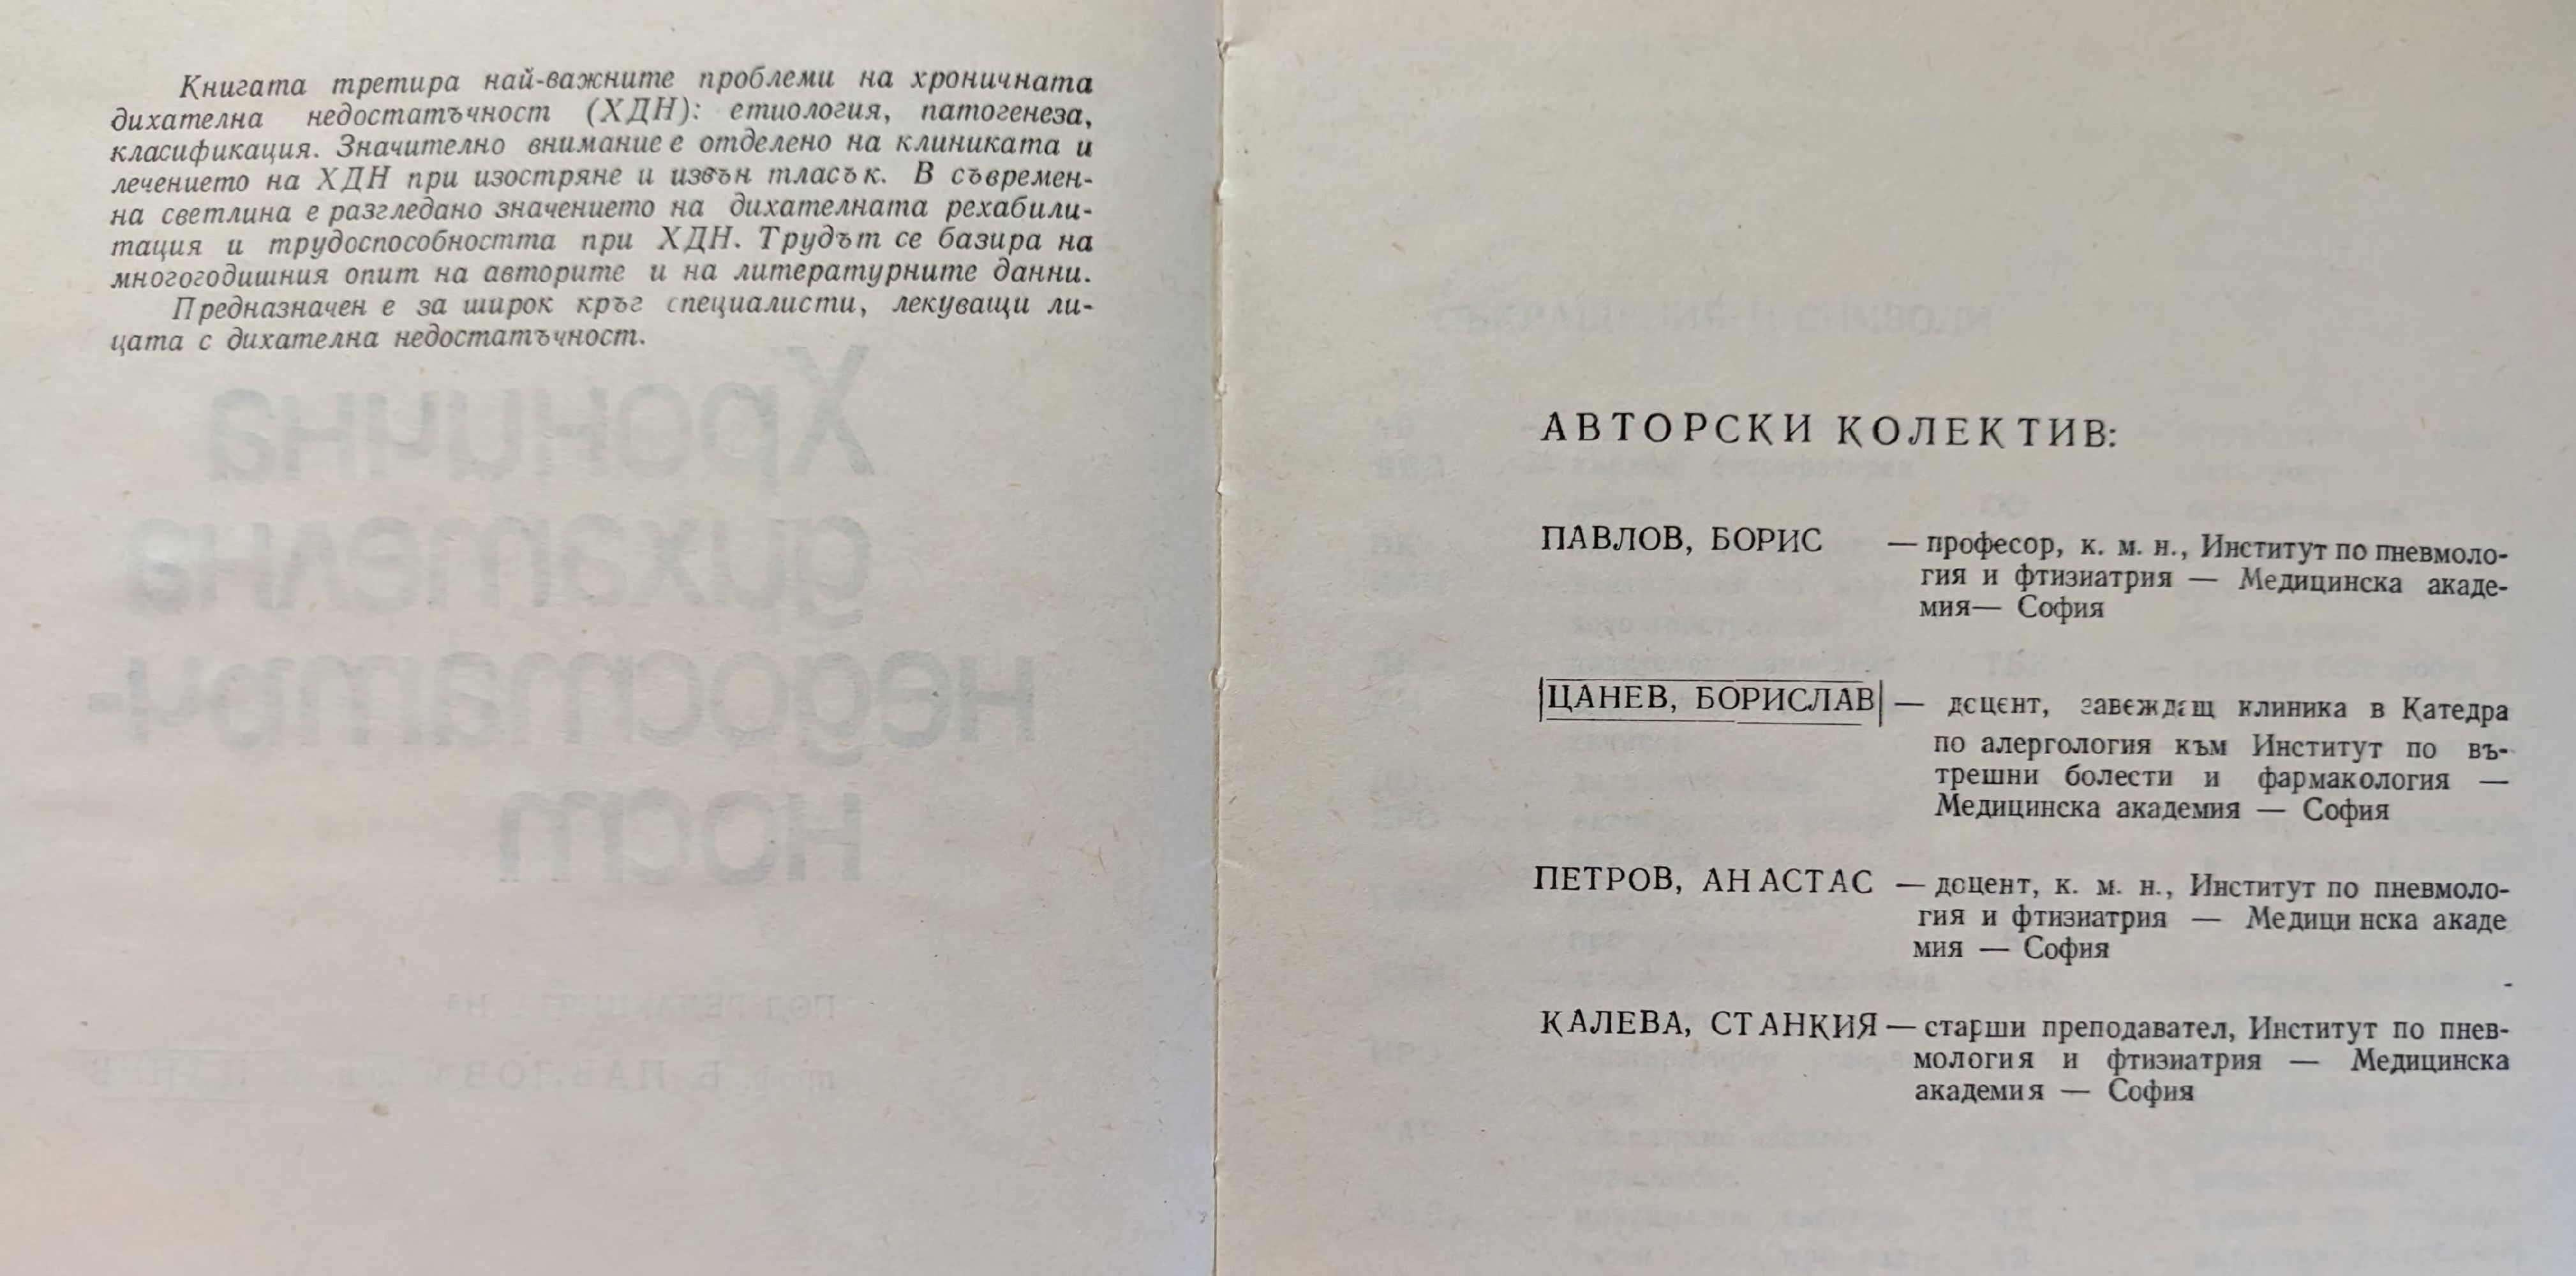 Книгата третира най-важните проблеми на хроничната
дихателна недостатъчност (ХДН): етиология, патогенеза,
класификация. Значително внимание е отделено на клиниката и
лечението на ХДН при изостряне и извън тласък. В съвремен-
на светлина е разгледано значението на дихателната рехабили-
тация и трудоспособността при ХДН. Трудът се базира на
многогодишния опит на авторите и на литературните данни.
Предназначен е за широк кръг специалисти, лекуващи ли-
цата с дихателна недостатъчност.
Хронична
дихателна
недостатъч-
ност
АВТОРСКИ КОЛЕКТИВ:
ПАВЛОВ, БОРИС — професор, к. м. н., Институт по пневмоло-
гия и фтизиатрия — Медицинска акаде-
мия— София
ЦАНЕВ, БОРИСЛАВ — доцент, завеждащ клиника в Катедра
по алергология към Институт по въ-
трешни болести и фармакология —
Медицинска академия — София
ПЕТРОВ, АНАСТАС — доцент, к. м. н., Институт по пневмоло-
гия и фтизиатрия — Медицинска акаде
мия — София
КАЛЕВА, СТАНКИЯ — старши преподавател, Институт по пнев-
мология и фтизиатрия — Медицинска
академия — София